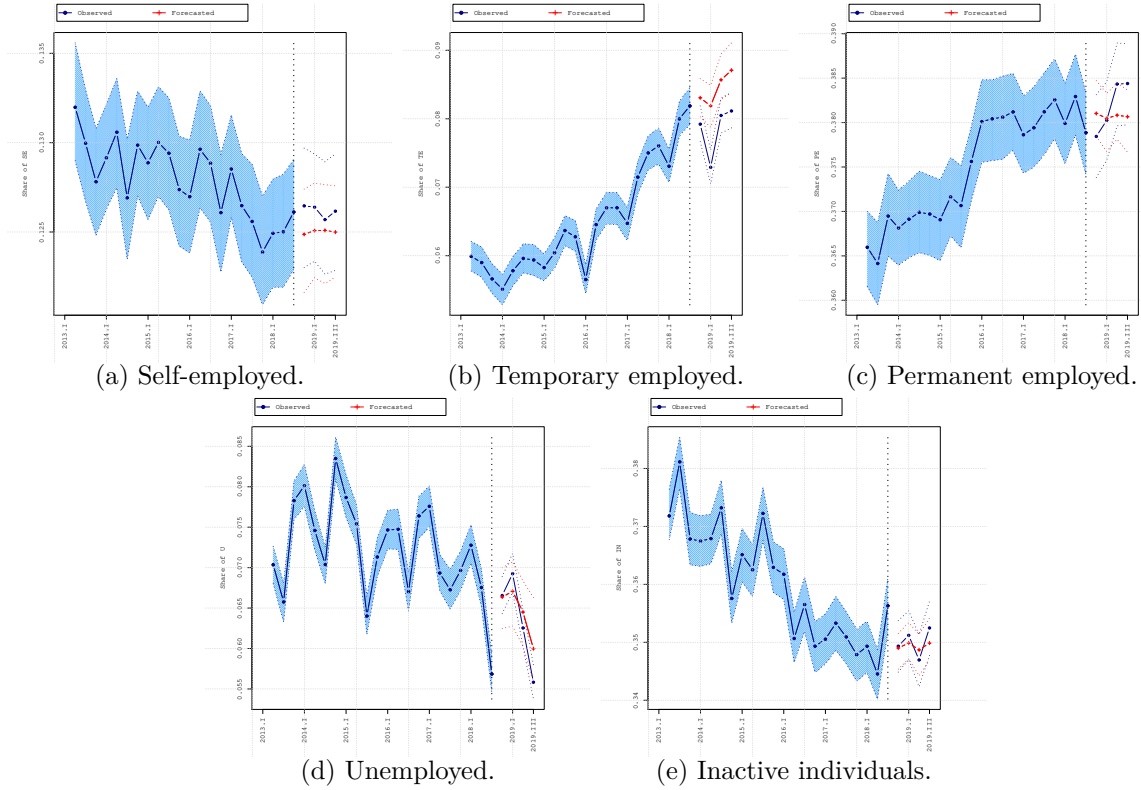 Observed Forecasted
Share of SE
0.125 0.130 0.135
2013.I 2014.I 2015.I 2016.I 2017.I 2018.I 2019.I 2019.III
(a) Self-employed.
Observed Forecasted
Share of TE
0.06 0.07 0.08 0.09
2013.I 2014.I 2015.I 2016.I 2017.I 2018.I 2019.I 2019.III
(b) Temporary employed.
Observed Forecasted
Share of PE
0.360 0.365 0.370 0.375 0.380 0.385 0.390
2013.I 2014.I 2015.I 2016.I 2017.I 2018.I 2019.I 2019.III
(c) Permanent employed.
Observed Forecasted
Share of U
0.055 0.060 0.065 0.070 0.075 0.080 0.085
2013.I 2014.I 2015.I 2016.I 2017.I 2018.I 2019.I 2019.III
(d) Unemployed.
Observed Forecasted
Share of IN
0.34 0.35 0.36 0.37 0.38
2013.I 2014.I 2015.I 2016.I 2017.I 2018.I 2019.I 2019.III
(e) Inactive individuals.